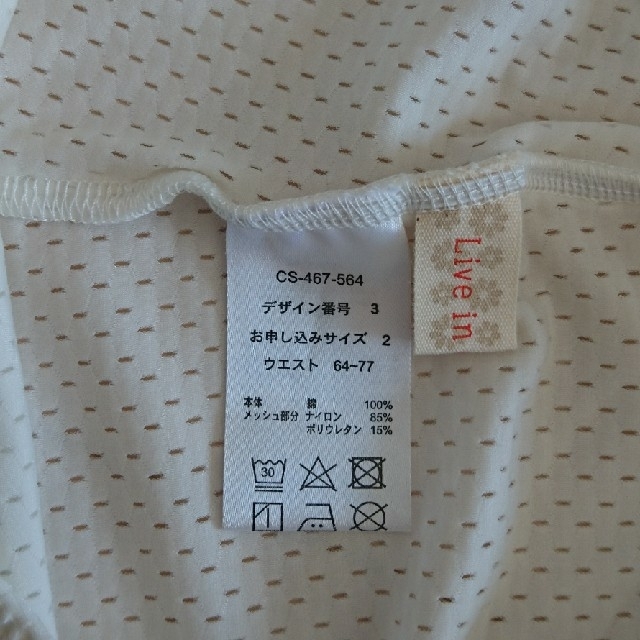 CS-467-564
デザイン番号 3
お申し込みサイズ 2
ウエスト 64-77
本体 綿 100%
メッシュ部分 ナイロン 85%
ポリウレタン 15%
30
Live in